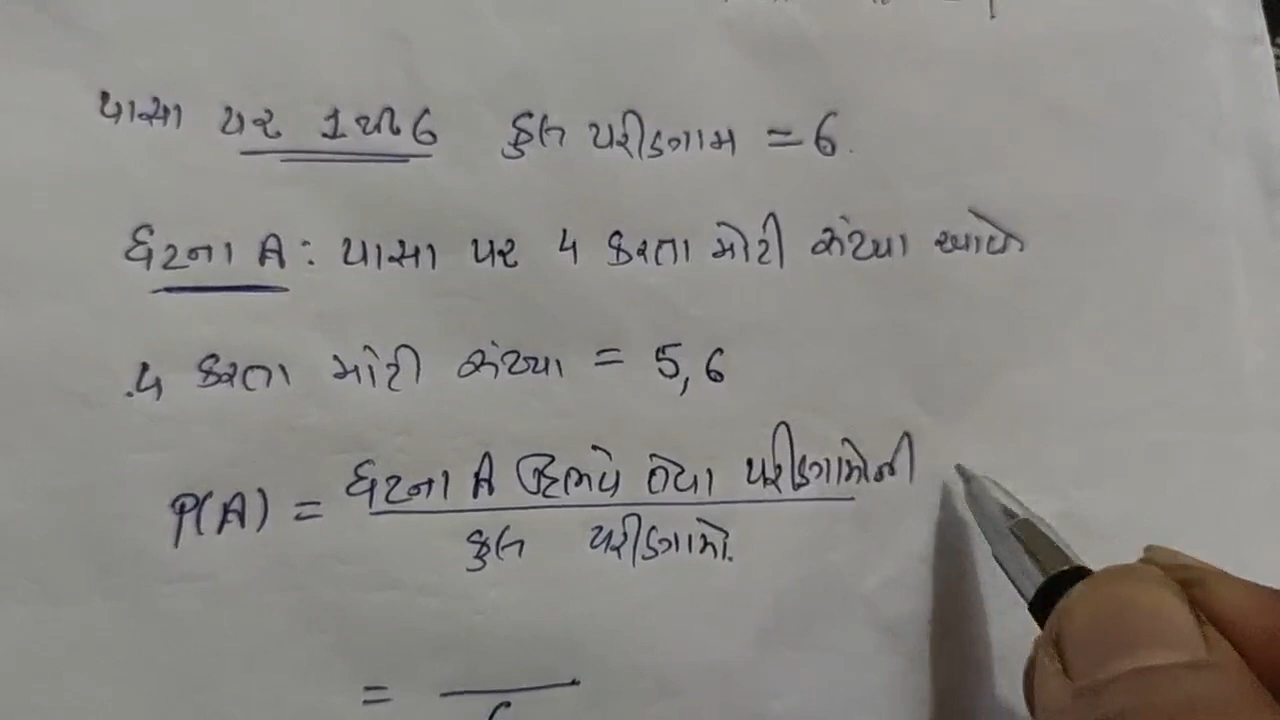 પાસા પર 1 થી 6 કુલ પરીણામ = 6.
ઘટના A : પાસા પર 4 કરતા મોટી સંખ્યા આવે
.4 કરતા મોટી સંખ્યા = 5, 6
P(A) = ઘટના A ઉદ્ભવે તેવા પરીણામોની
કુલ પરીણામો.
=